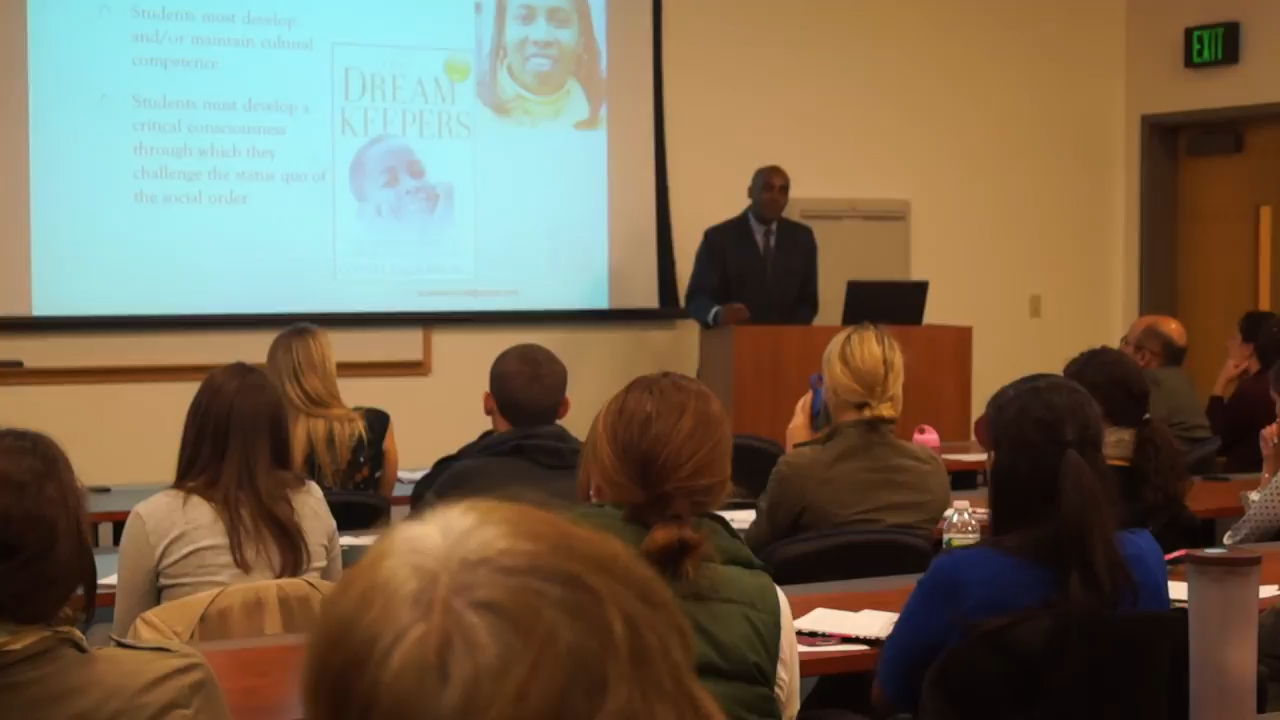 Students must develop
and/or maintain cultural
competence
Students must develop a
critical consciousness
through which they
challenge the status quo of
the social order
DREAM
KEEPERS
EXIT